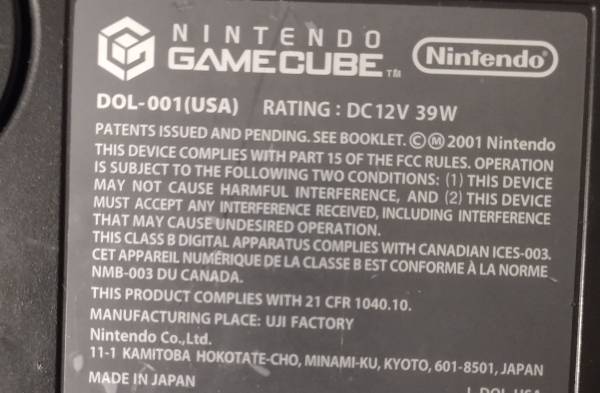 NINTENDO
GAMECUBE™ Nintendo®
DOL-001(USA) RATING : DC12V 39W
PATENTS ISSUED AND PENDING. SEE BOOKLET. ©Ⓜ 2001 Nintendo
THIS DEVICE COMPLIES WITH PART 15 OF THE FCC RULES. OPERATION
IS SUBJECT TO THE FOLLOWING TWO CONDITIONS: (1) THIS DEVICE
MAY NOT CAUSE HARMFUL INTERFERENCE, AND (2) THIS DEVICE
MUST ACCEPT ANY INTERFERENCE RECEIVED, INCLUDING INTERFERENCE
THAT MAY CAUSE UNDESIRED OPERATION.
THIS CLASS B DIGITAL APPARATUS COMPLIES WITH CANADIAN ICES-003.
CET APPAREIL NUMÉRIQUE DE LA CLASSE B EST CONFORME À LA NORME
NMB-003 DU CANADA.
THIS PRODUCT COMPLIES WITH 21 CFR 1040.10.
MANUFACTURING PLACE: UJI FACTORY
Nintendo Co.,Ltd.
11-1 KAMITOBA HOKOTATE-CHO, MINAMI-KU, KYOTO, 601-8501, JAPAN
MADE IN JAPAN